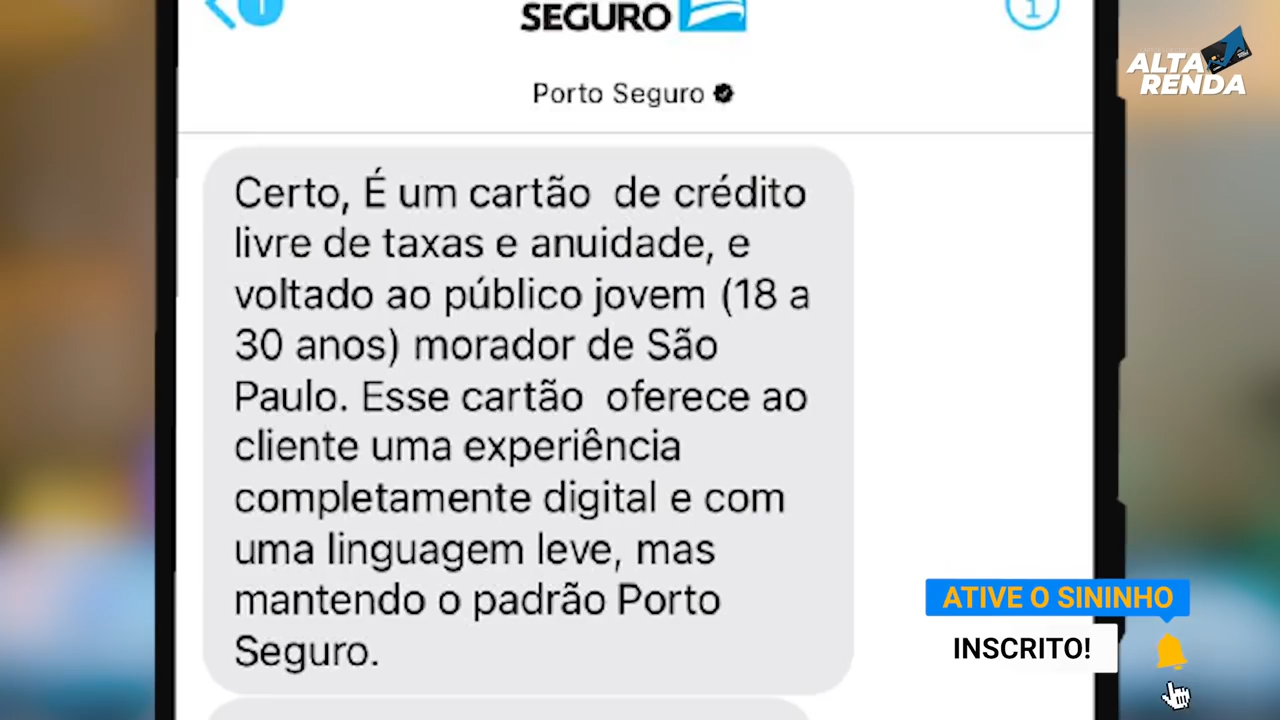 SEGURO
Porto Seguro
ALTA
RENDA
Certo, É um cartão de crédito
livre de taxas e anuidade, e
voltado ao público jovem (18 a
30 anos) morador de São
Paulo. Esse cartão oferece ao
cliente uma experiência
completamente digital e com
uma linguagem leve, mas
mantendo o padrão Porto
Seguro.
ATIVE O SININHO
INSCRITO!